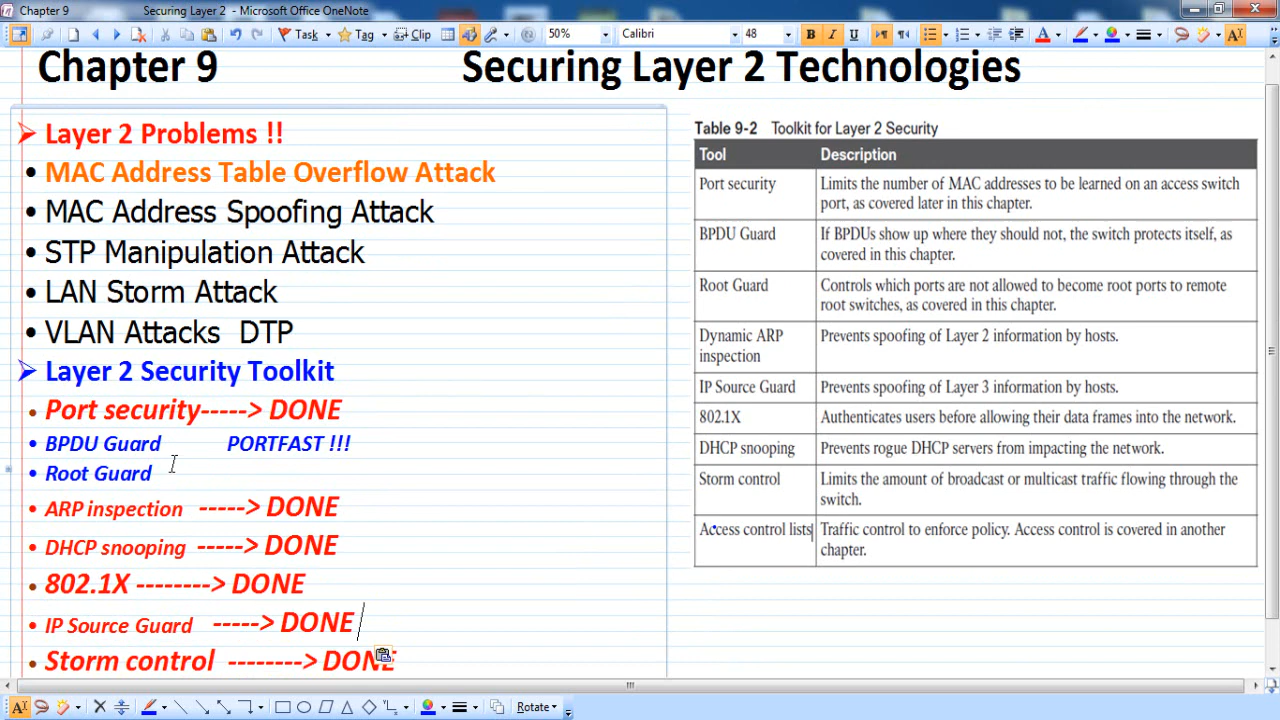 Chapter 9 Securing Layer 2 - Microsoft Office OneNote
Task Tag Clip 50% Calibri 48 B I U
Chapter 9 Securing Layer 2 Technologies
Layer 2 Problems !!
• MAC Address Table Overflow Attack
• MAC Address Spoofing Attack
• STP Manipulation Attack
• LAN Storm Attack
• VLAN Attacks DTP
Layer 2 Security Toolkit
• Port security-----> DONE
• BPDU Guard PORTFAST !!!
• Root Guard
• ARP inspection -----> DONE
• DHCP snooping -----> DONE
• 802.1X --------> DONE
• IP Source Guard -----> DONE
• Storm control --------> DONE
Table 9-2 Toolkit for Layer 2 Security
Tool Description
Port security Limits the number of MAC addresses to be learned on an access switch
port, as covered later in this chapter.
BPDU Guard If BPDUs show up where they should not, the switch protects itself, as
covered in this chapter.
Root Guard Controls which ports are not allowed to become root ports to remote
root switches, as covered in this chapter.
Dynamic ARP Prevents spoofing of Layer 2 information by hosts.
inspection
IP Source Guard Prevents spoofing of Layer 3 information by hosts.
802.1X Authenticates users before allowing their data frames into the network.
DHCP snooping Prevents rogue DHCP servers from impacting the network.
Storm control Limits the amount of broadcast or multicast traffic flowing through the
switch.
Access control lists Traffic control to enforce policy. Access control is covered in another
chapter.
Rotate